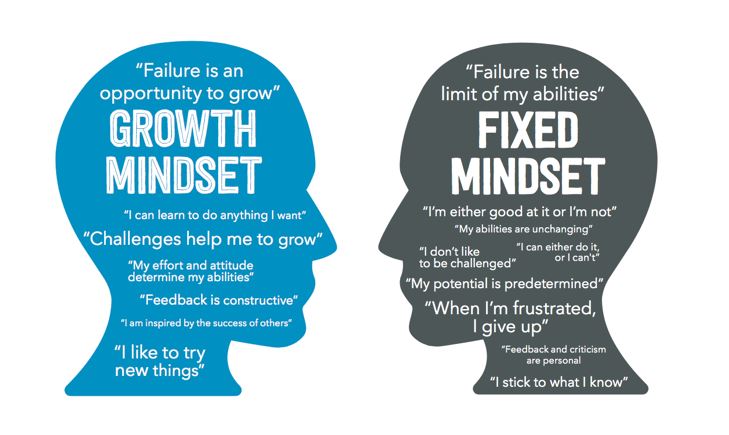 “Failure is an
opportunity to grow”
GROWTH
MINDSET
“I can learn to do anything I want”
“Challenges help me to grow”
“My effort and attitude
determine my abilities”
“Feedback is constructive”
“I am inspired by the success of others”
“I like to try
new things”
“Failure is the
limit of my abilities”
FIXED
MINDSET
“I’m either good at it or I’m not”
“My abilities are unchanging”
“I don’t like
to be challenged”
“I can either do it,
or I can't”
“My potential is predetermined”
“When I’m frustrated,
I give up”
“Feedback and criticism
are personal
“I stick to what I know”